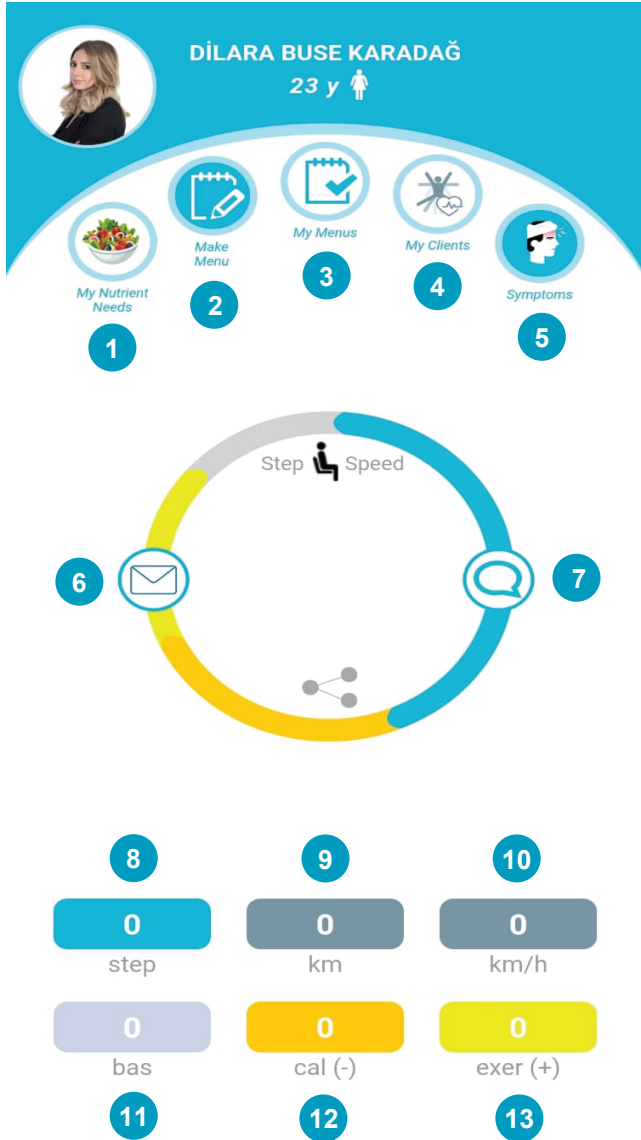 DİLARA BUSE KARADAĞ
23 y
My Nutrient
Needs
Make
Menu
My Menus
My Clients
Symptoms
1
2
3
4
5
Step Speed
6
7
8
9
10
0
0
0
step
km
km/h
0
0
0
bas
cal (-)
exer (+)
11
12
13